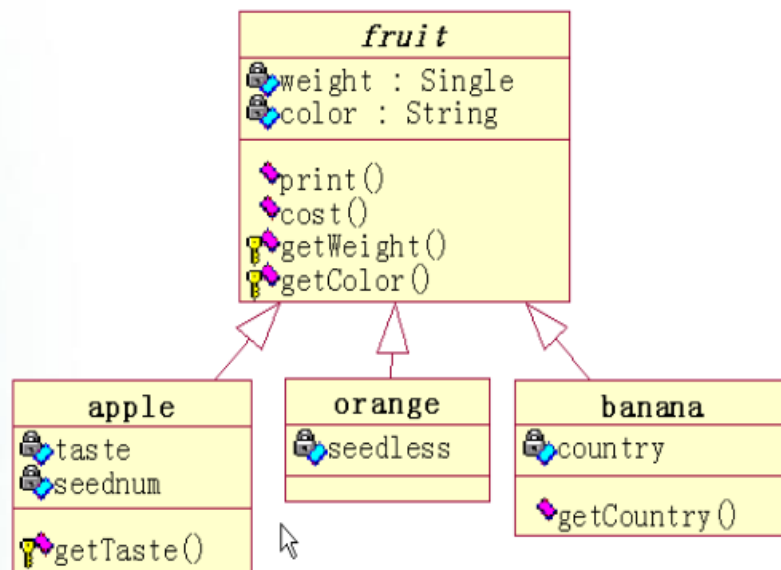 fruit
weight : Single
color : String
print()
cost()
getWeight()
getColor()
apple
taste
seednum
getTaste()
orange
seedless
banana
country
getCountry()